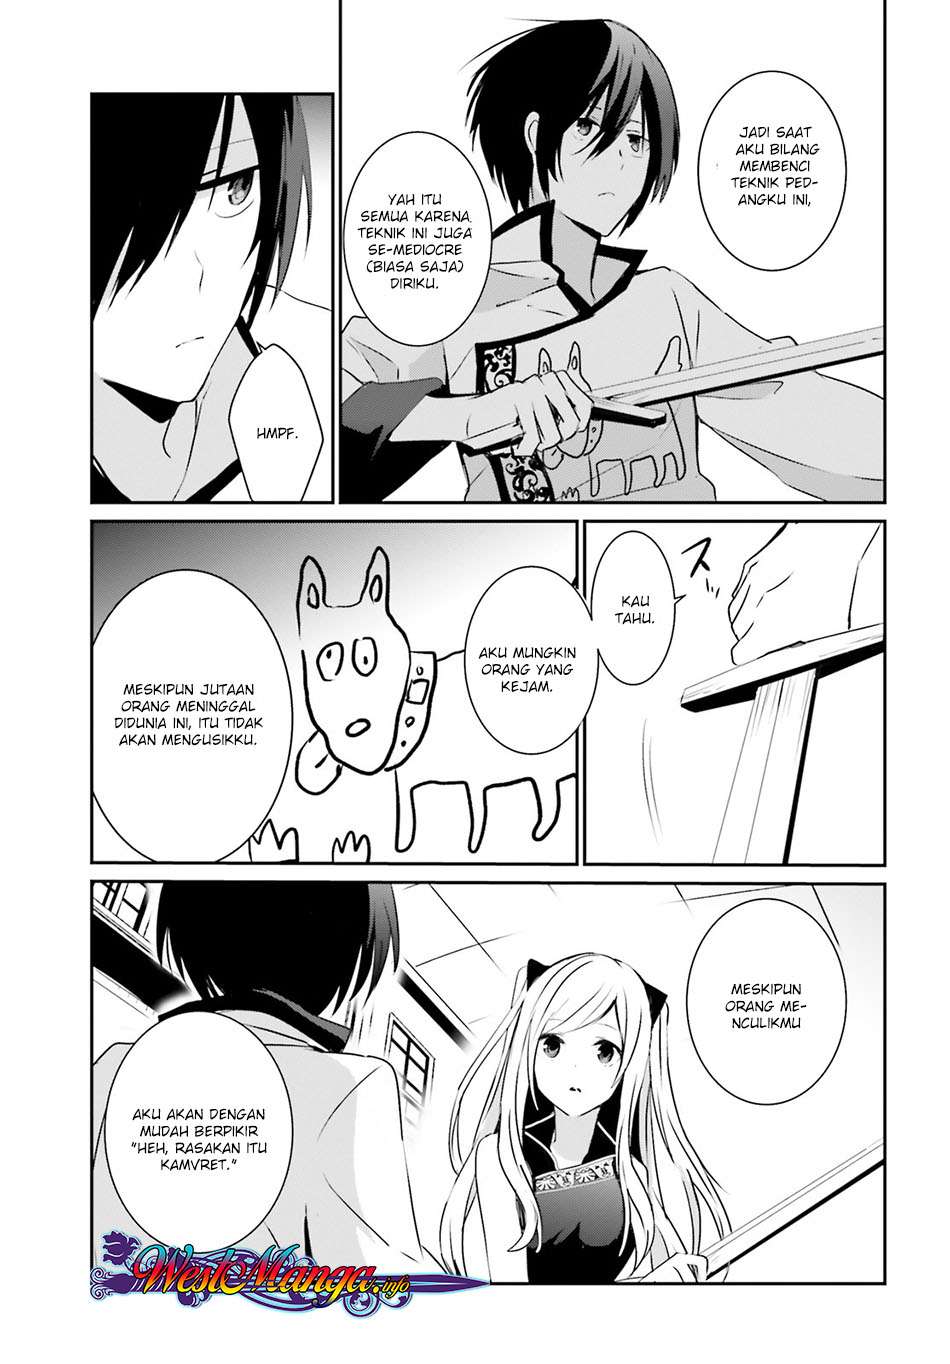 JADI SAAT
AKU BILANG
MEMBENCI
TEKNIK PED-
ANGKU INI,
YAH ITU
SEMUA KARENA
TEKNIK INI JUGA
SE-MEDIOCRE
(BIASA SAJA)
DIRIKU.
HMPF.
ス
KAU
TAHU.
AKU MUNGKIN
ORANG YANG
KEJAM.
MESKIPUN JUTAAN
ORANG MENINGGAL
DIDUNIA INI, ITU TIDAK
AKAN MENGUSIKKU.
MESKIPUN
ORANG ME-
NCULIKMU
AKU AKAN DENGAN
MUDAH BERPIKIR
"HEH, RASAKAN ITU
KAMVRET."
WestManga.info